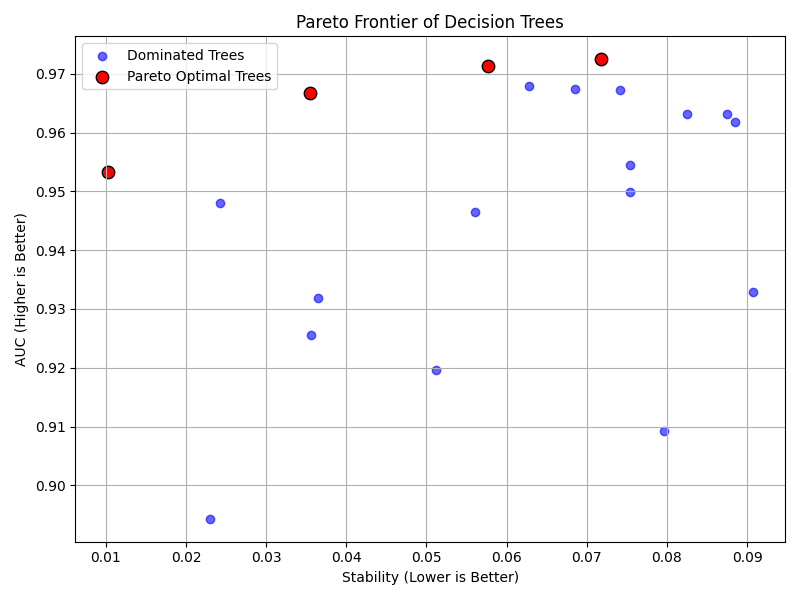 Pareto Frontier of Decision Trees
Dominated Trees
Pareto Optimal Trees
AUC (Higher is Better)
0.97
0.96
0.95
0.94
0.93
0.92
0.91
0.90
0.01 0.02 0.03 0.04 0.05 0.06 0.07 0.08 0.09
Stability (Lower is Better)